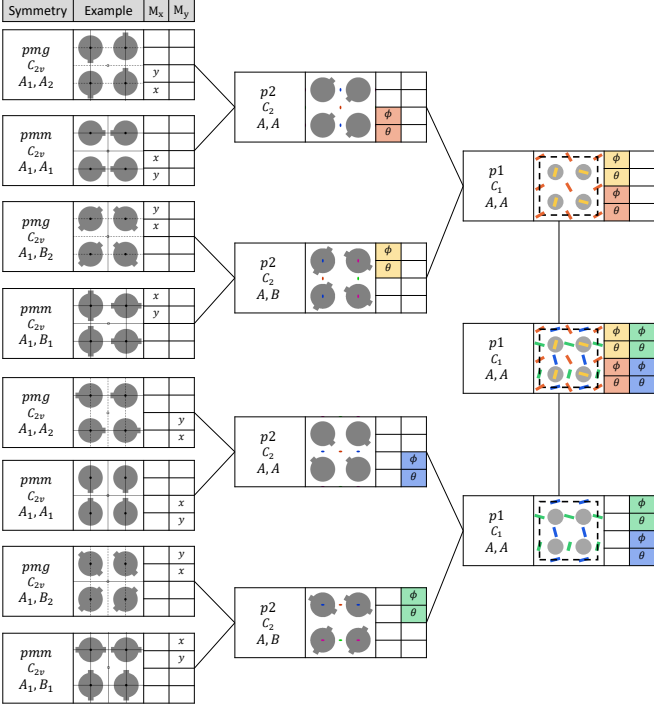 Symmetry Example Mx My
pmg
C2v
A1, A2
y
x
pmm
C2v
A1, A1
x
y
pmg
C2v
A1, B2
y
x
pmm
C2v
A1, B1
x
y
pmg
C2v
A1, A2
y
x
pmm
C2v
A1, A1
x
y
pmg
C2v
A1, B2
y
x
pmm
C2v
A1, B1
x
y
p2
C2
A, A
ϕ
θ
p2
C2
A, B
ϕ
θ
p2
C2
A, A
ϕ
θ
p2
C2
A, B
ϕ
θ
p1
C1
A, A
ϕ
θ
ϕ
θ
p1
C1
A, A
ϕ ϕ
θ θ
ϕ ϕ
θ θ
p1
C1
A, A
ϕ
θ
ϕ
θ